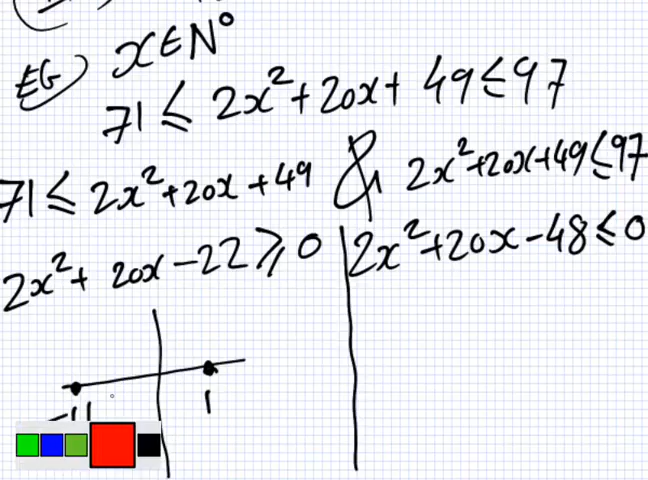 EG) x∈N°
71 ≤ 2x²+20x+ 49≤97
71≤ 2x²+20x+49 & 2x²+20x+49≤97
2x²+ 20x-22 ≥ 0 2x²+20x-48≤0
-11 1